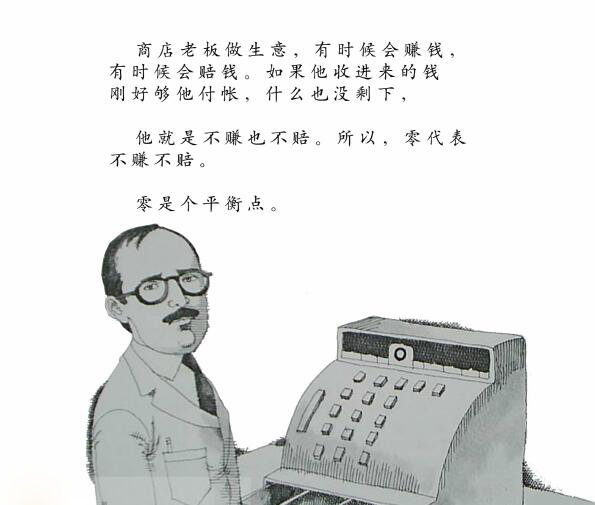 商店老板做生意，有时候会赚钱，
有时候会赔钱。如果他收进来的钱
刚好够他付帐，什么也没剩下，
他就是不赚也不赔。所以，零代表
不赚不赔。
零是个平衡点。
0